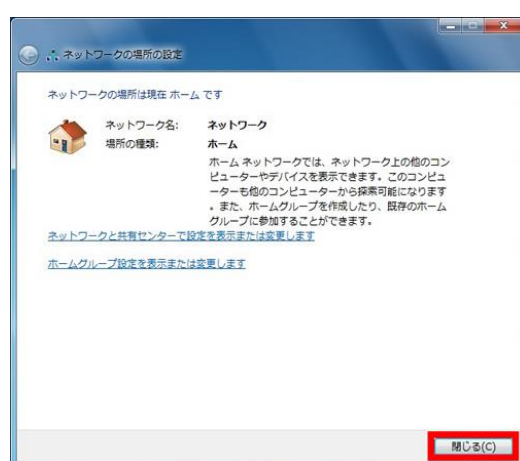 ネットワークの場所の設定
ネットワークの場所は現在 ホーム です
ネットワーク名: ネットワーク
場所の種類: ホーム
ホーム ネットワークでは、ネットワーク上の他のコン
ピューターやデバイスを表示できます。このコンピュ
ーターも他のコンピューターから探索可能になります
。また、ホームグループを作成したり、既存のホーム
グループに参加することができます。
ネットワークと共有センターで設定を表示または変更します
ホームグループ設定を表示または変更します
閉じる(C)